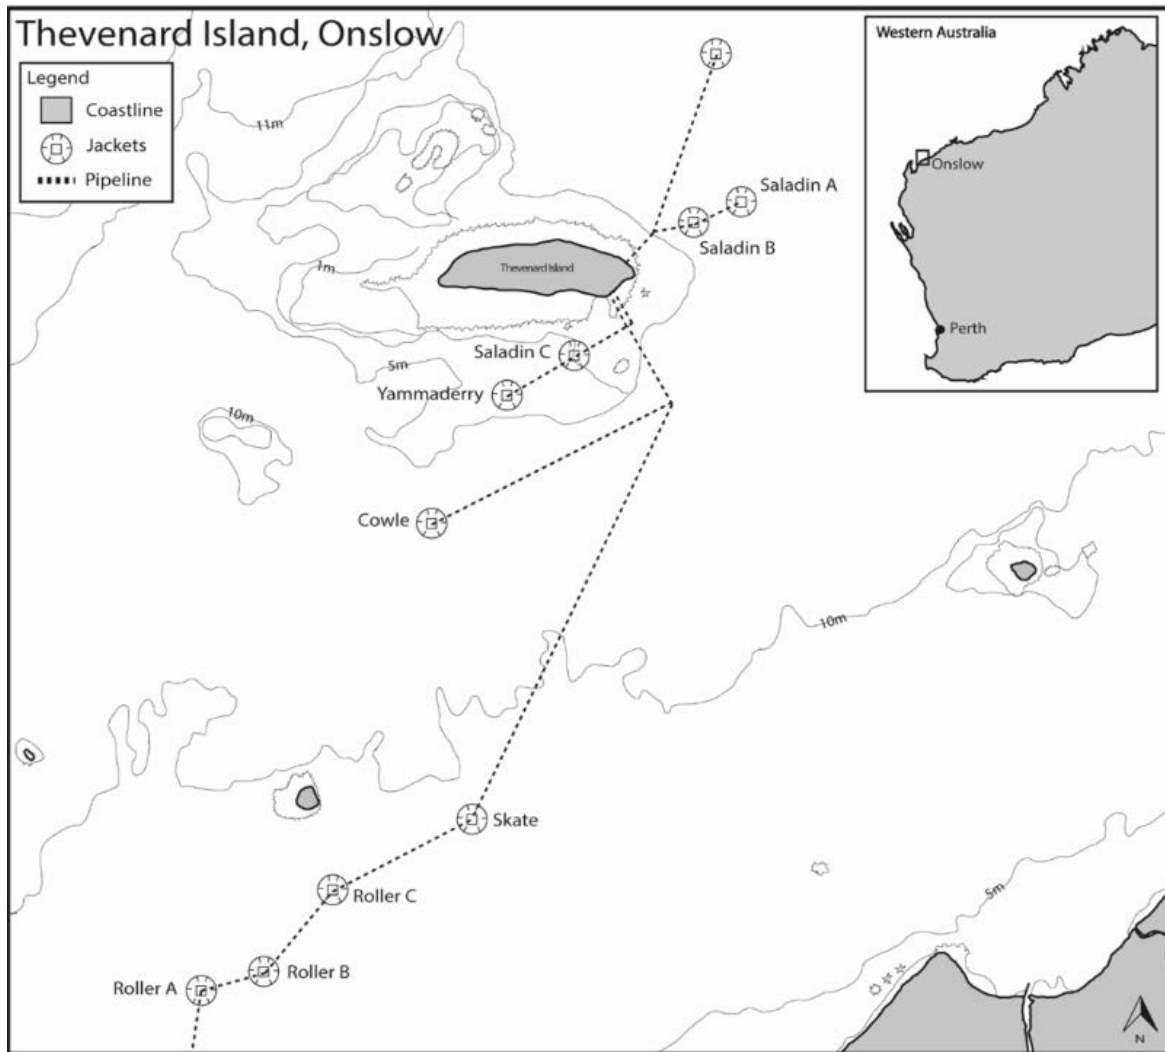 Thevenard Island, Onslow
Legend
Coastline
Jackets
Pipeline
Western Australia
Onslow
Perth
11m
Saladin A
Saladin B
Thevenard Island
1m
Saladin C
5m
Yammaderry
10m
Cowle
10m
Skate
5m
Roller C
Roller B
Roller A
N